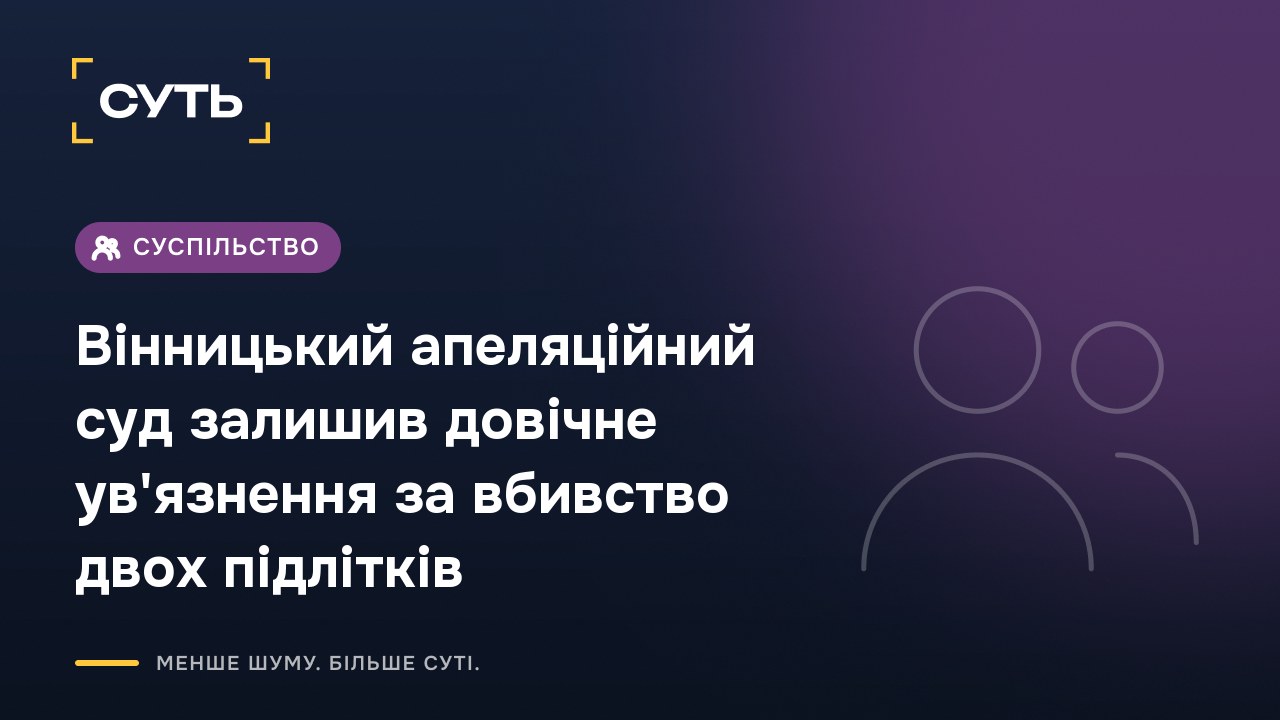 СУТЬ
СУСПІЛЬСТВО
Вінницький апеляційний
суд залишив довічне
ув'язнення за вбивство
двох підлітків
МЕНШЕ ШУМУ. БІЛЬШЕ СУТІ.